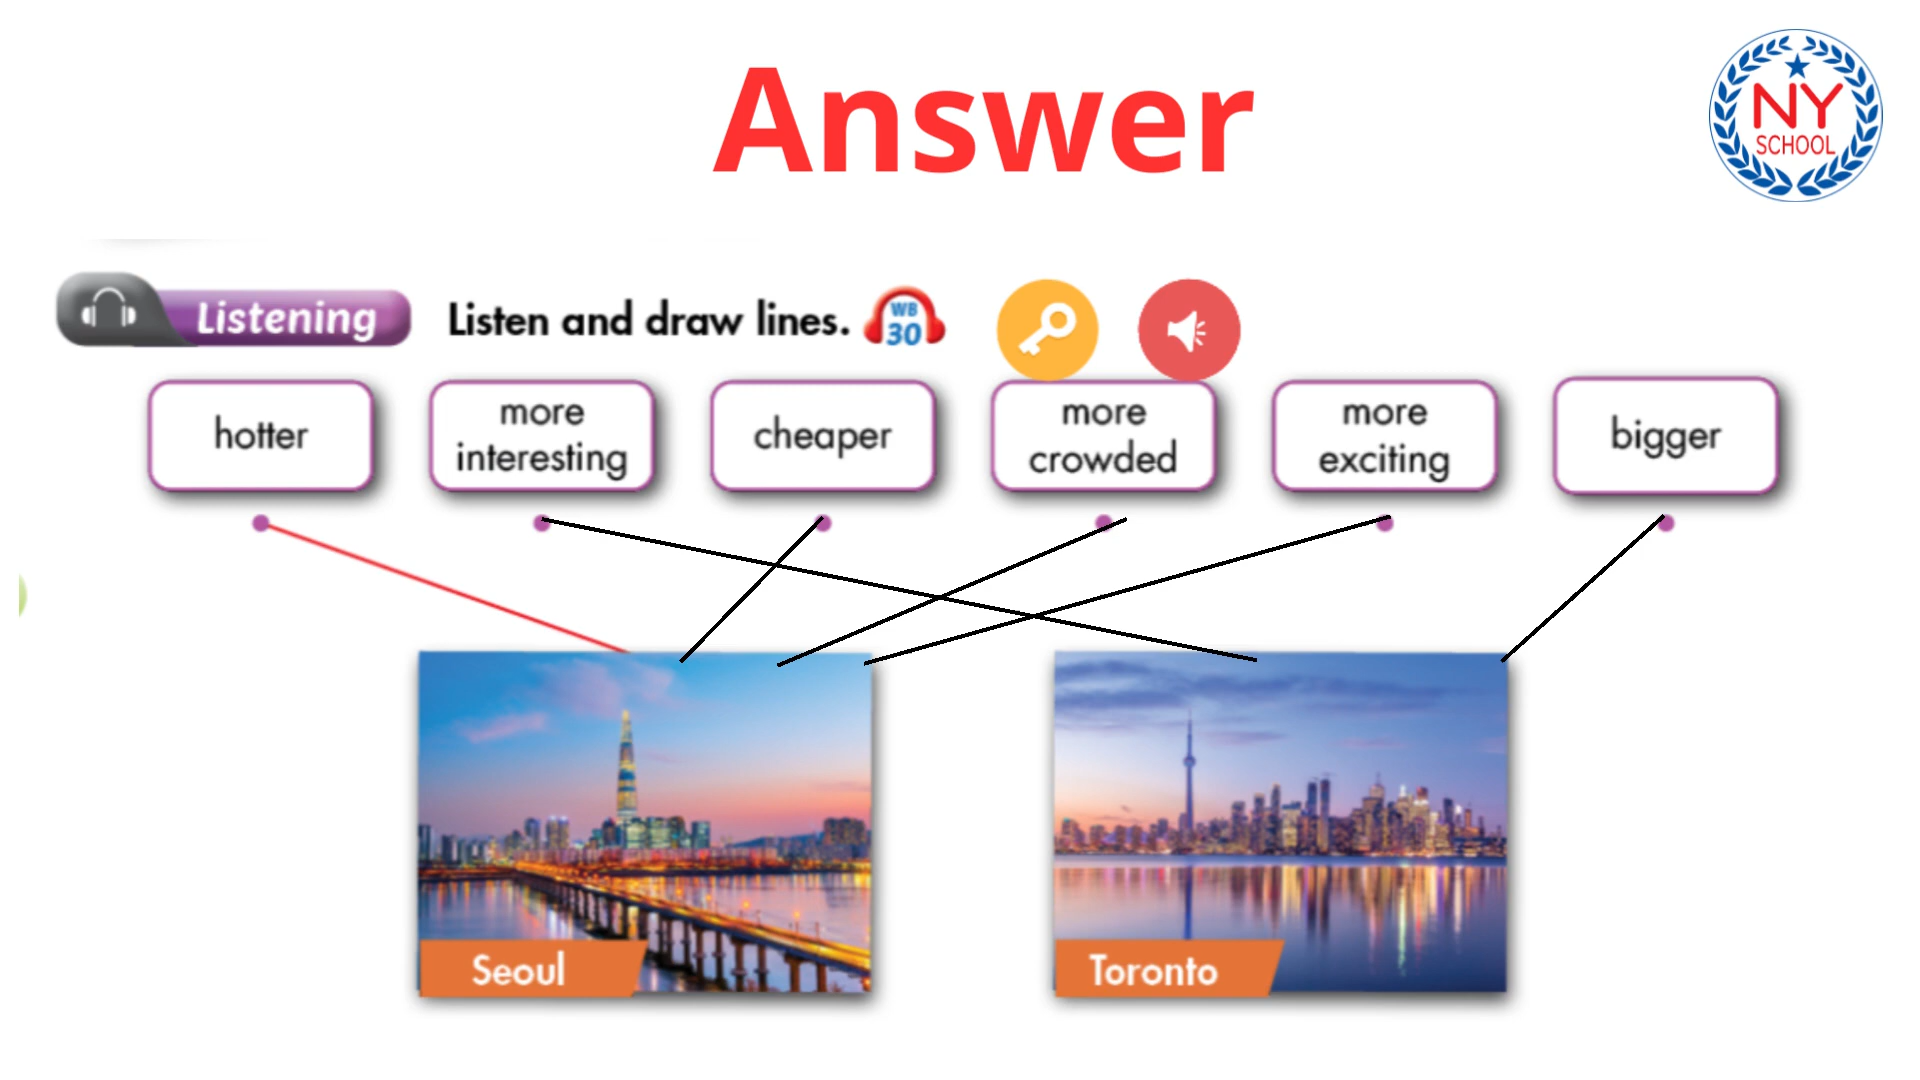 Answer
NY
SCHOOL
Listening
Listen and draw lines.
WB
30
hotter
more
interesting
cheaper
more
crowded
more
exciting
bigger
Seoul
Toronto